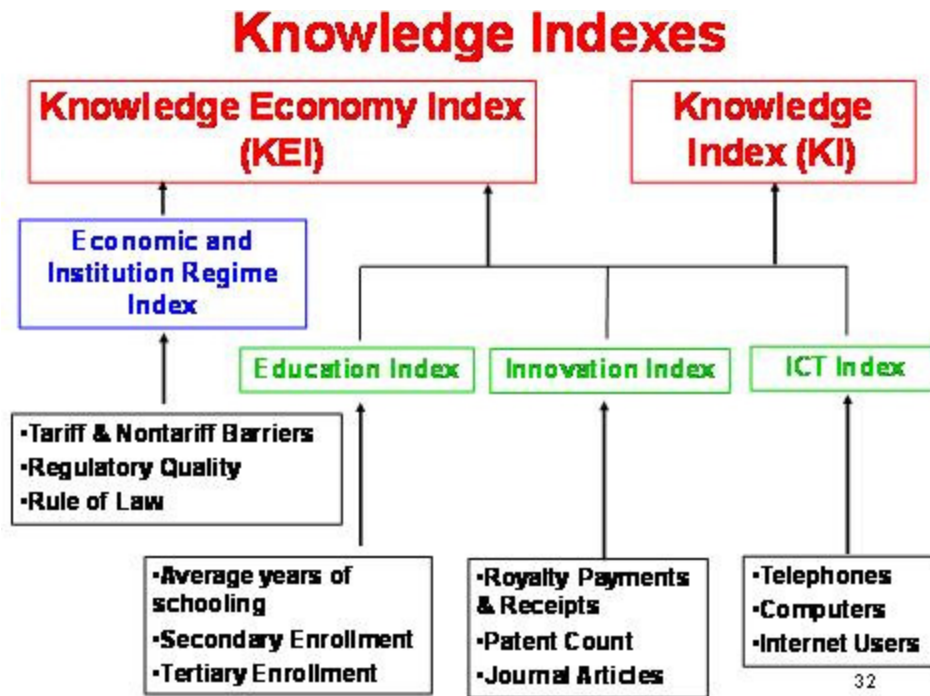 Knowledge Indexes
Knowledge Economy Index
(KEI)
Knowledge
Index (KI)
Economic and
Institution Regime
Index
Education Index
Innovation Index
ICT Index
•Tariff & Nontariff Barriers
•Regulatory Quality
•Rule of Law
•Average years of
schooling
•Secondary Enrollment
•Tertiary Enrollment
•Royalty Payments
& Receipts
•Patent Count
•Journal Articles
•Telephones
•Computers
•Internet Users
32